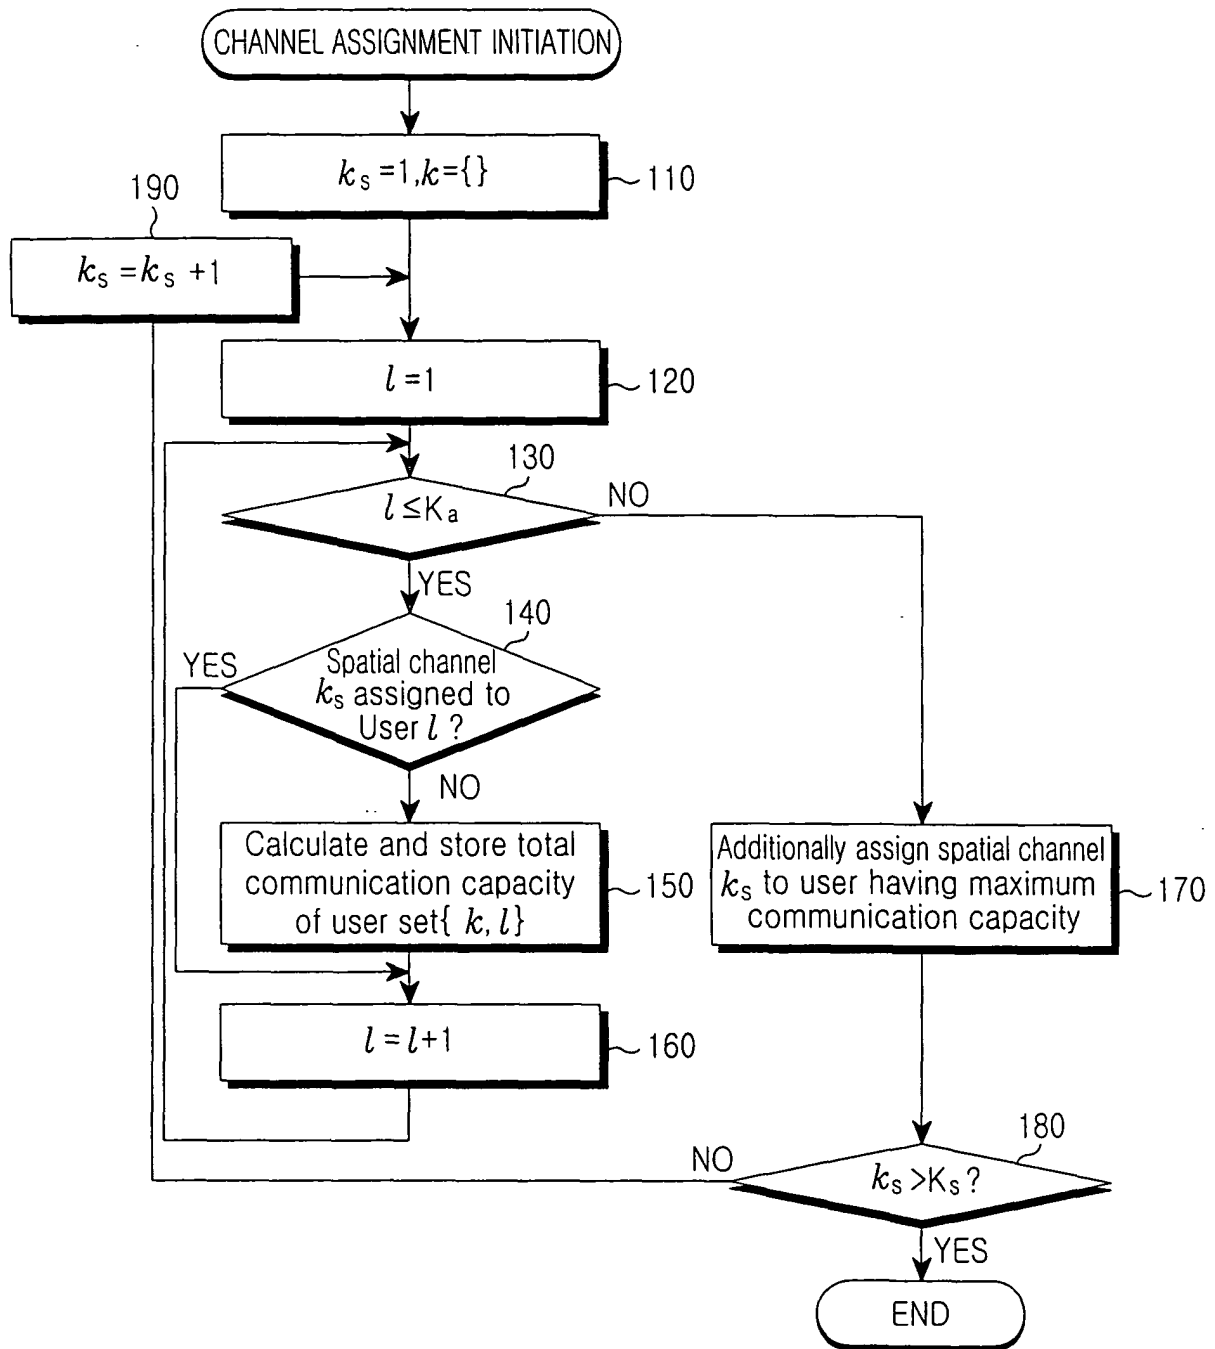 CHANNEL ASSIGNMENT INITIATION
kₛ =1, k={}
110
190
kₛ = kₛ +1
l =1
120
130
l ≤Kₐ
NO
YES
140
YES
Spatial channel
kₛ assigned to
User l ?
NO
Calculate and store total
communication capacity
of user set{ k, l}
150
Additionally assign spatial channel
kₛ to user having maximum
communication capacity
170
l = l+1
160
180
NO
kₛ >Kₛ ?
YES
END